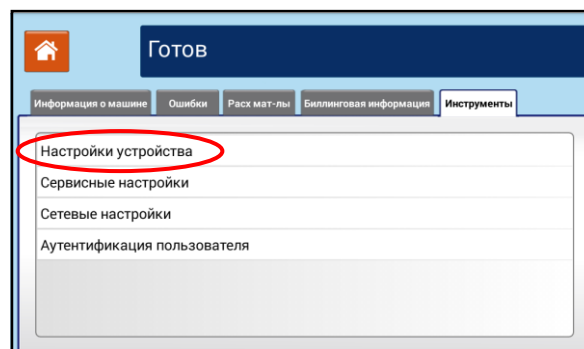 Готов
Информация о машине Ошибки Расх мат-лы Биллинговая информация Инструменты
Настройки устройства
Сервисные настройки
Сетевые настройки
Аутентификация пользователя